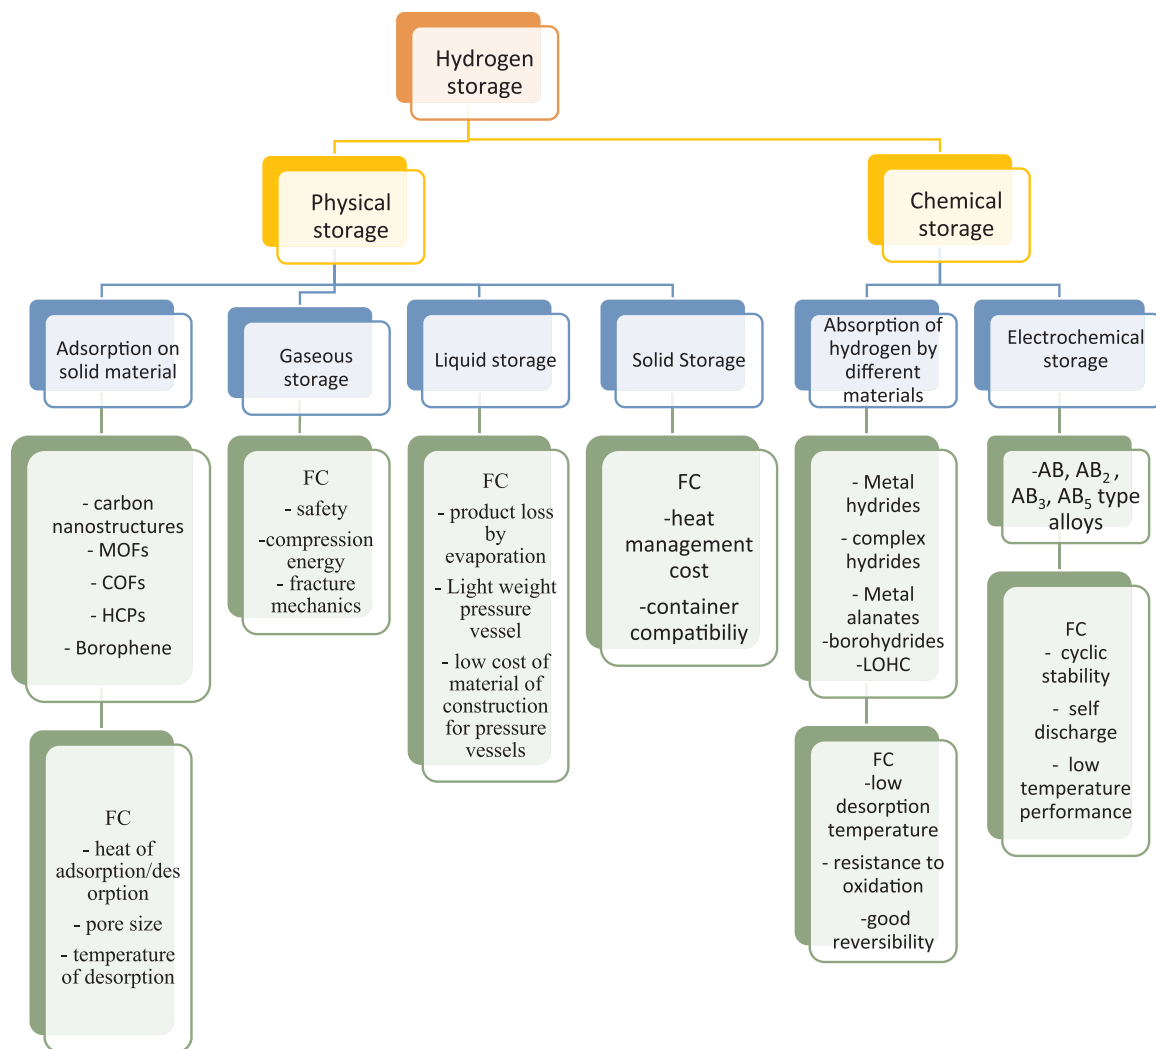 Hydrogen
storage
Physical
storage
Chemical
storage
Adsorption on
solid material
Gaseous
storage
Liquid storage
Solid Storage
Absorption of
hydrogen by
different
materials
Electrochemical
storage
- carbon
nanostructures
- MOFs
- COFs
- HCPs
- Borophene
FC
- safety
-compression
energy
- fracture
mechanics
FC
- product loss
by
evaporation
- Light weight
pressure
vessel
- low cost of
material of
construction
for pressure
vessels
FC
-heat
management
cost
-container
compatibiliy
- Metal
hydrides
- complex
hydrides
- Metal
alanates
-borohydrides
-LOHC
-AB, AB₂ ,
AB₃, AB₅ type
alloys
FC
- heat of
adsorption/des
orption
- pore size
- temperature
of desorption
FC
-low
desorption
temperature
- resistance to
oxidation
-good
reversibility
FC
- cyclic
stability
- self
discharge
- low
temperature
performance